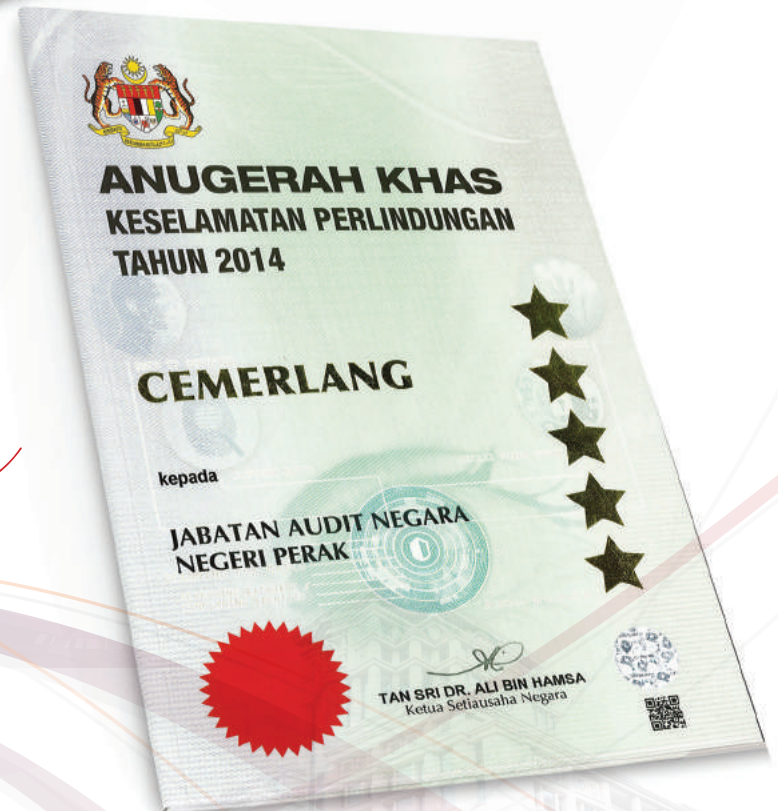 ANUGERAH KHAS
KESELAMATAN PERLINDUNGAN
TAHUN 2014
CEMERLANG
kepada
JABATAN AUDIT NEGARA
NEGERI PERAK
TAN SRI DR. ALI BIN HAMSA
Ketua Setiausaha Negara